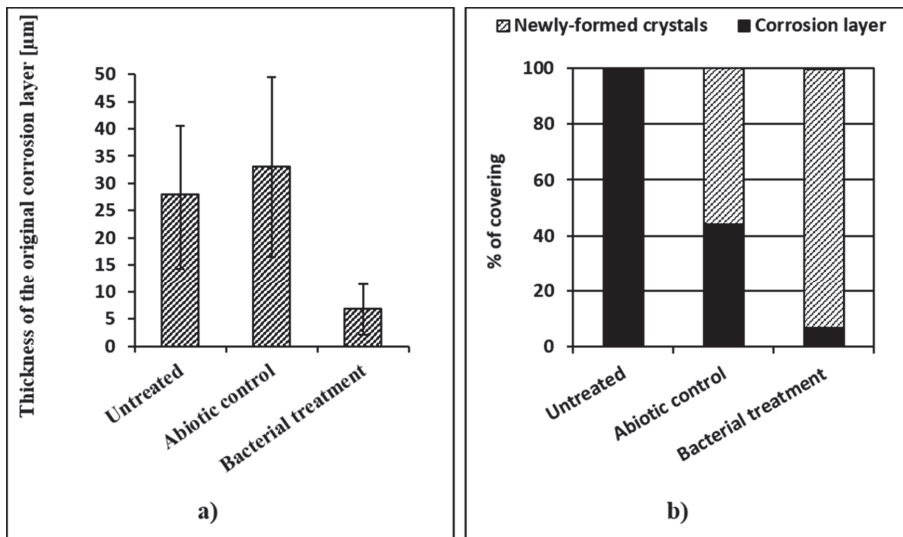 Thickness of the original corrosion layer [µm]
50
45
40
35
30
25
20
15
10
5
0
Untreated
Abiotic control
Bacterial treatment
a)
Newly-formed crystals
Corrosion layer
% of covering
100
80
60
40
20
0
Untreated
Abiotic control
Bacterial treatment
b)